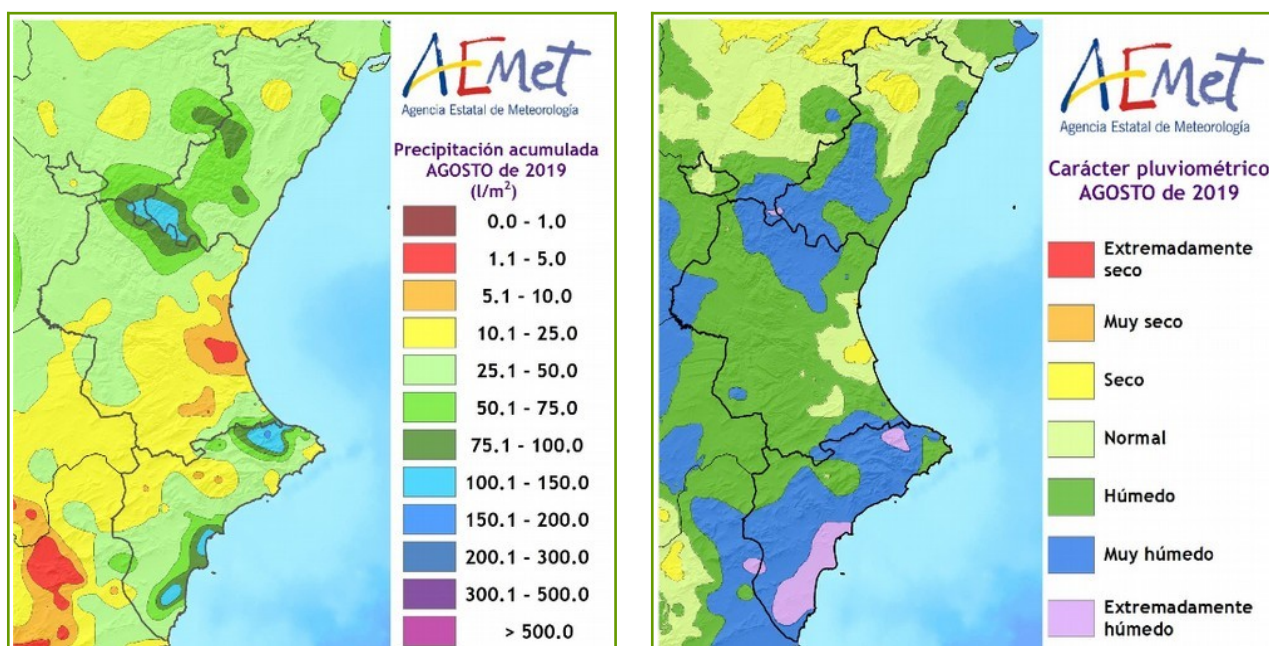 AEMet
Agencia Estatal de Meteorología
Precipitación acumulada
AGOSTO de 2019
(l/m²)
0.0 - 1.0
1.1 - 5.0
5.1 - 10.0
10.1 - 25.0
25.1 - 50.0
50.1 - 75.0
75.1 - 100.0
100.1 - 150.0
150.1 - 200.0
200.1 - 300.0
300.1 - 500.0
> 500.0
AEMet
Agencia Estatal de Meteorología
Carácter pluviométrico
AGOSTO de 2019
Extremadamente
seco
Muy seco
Seco
Normal
Húmedo
Muy húmedo
Extremadamente
húmedo